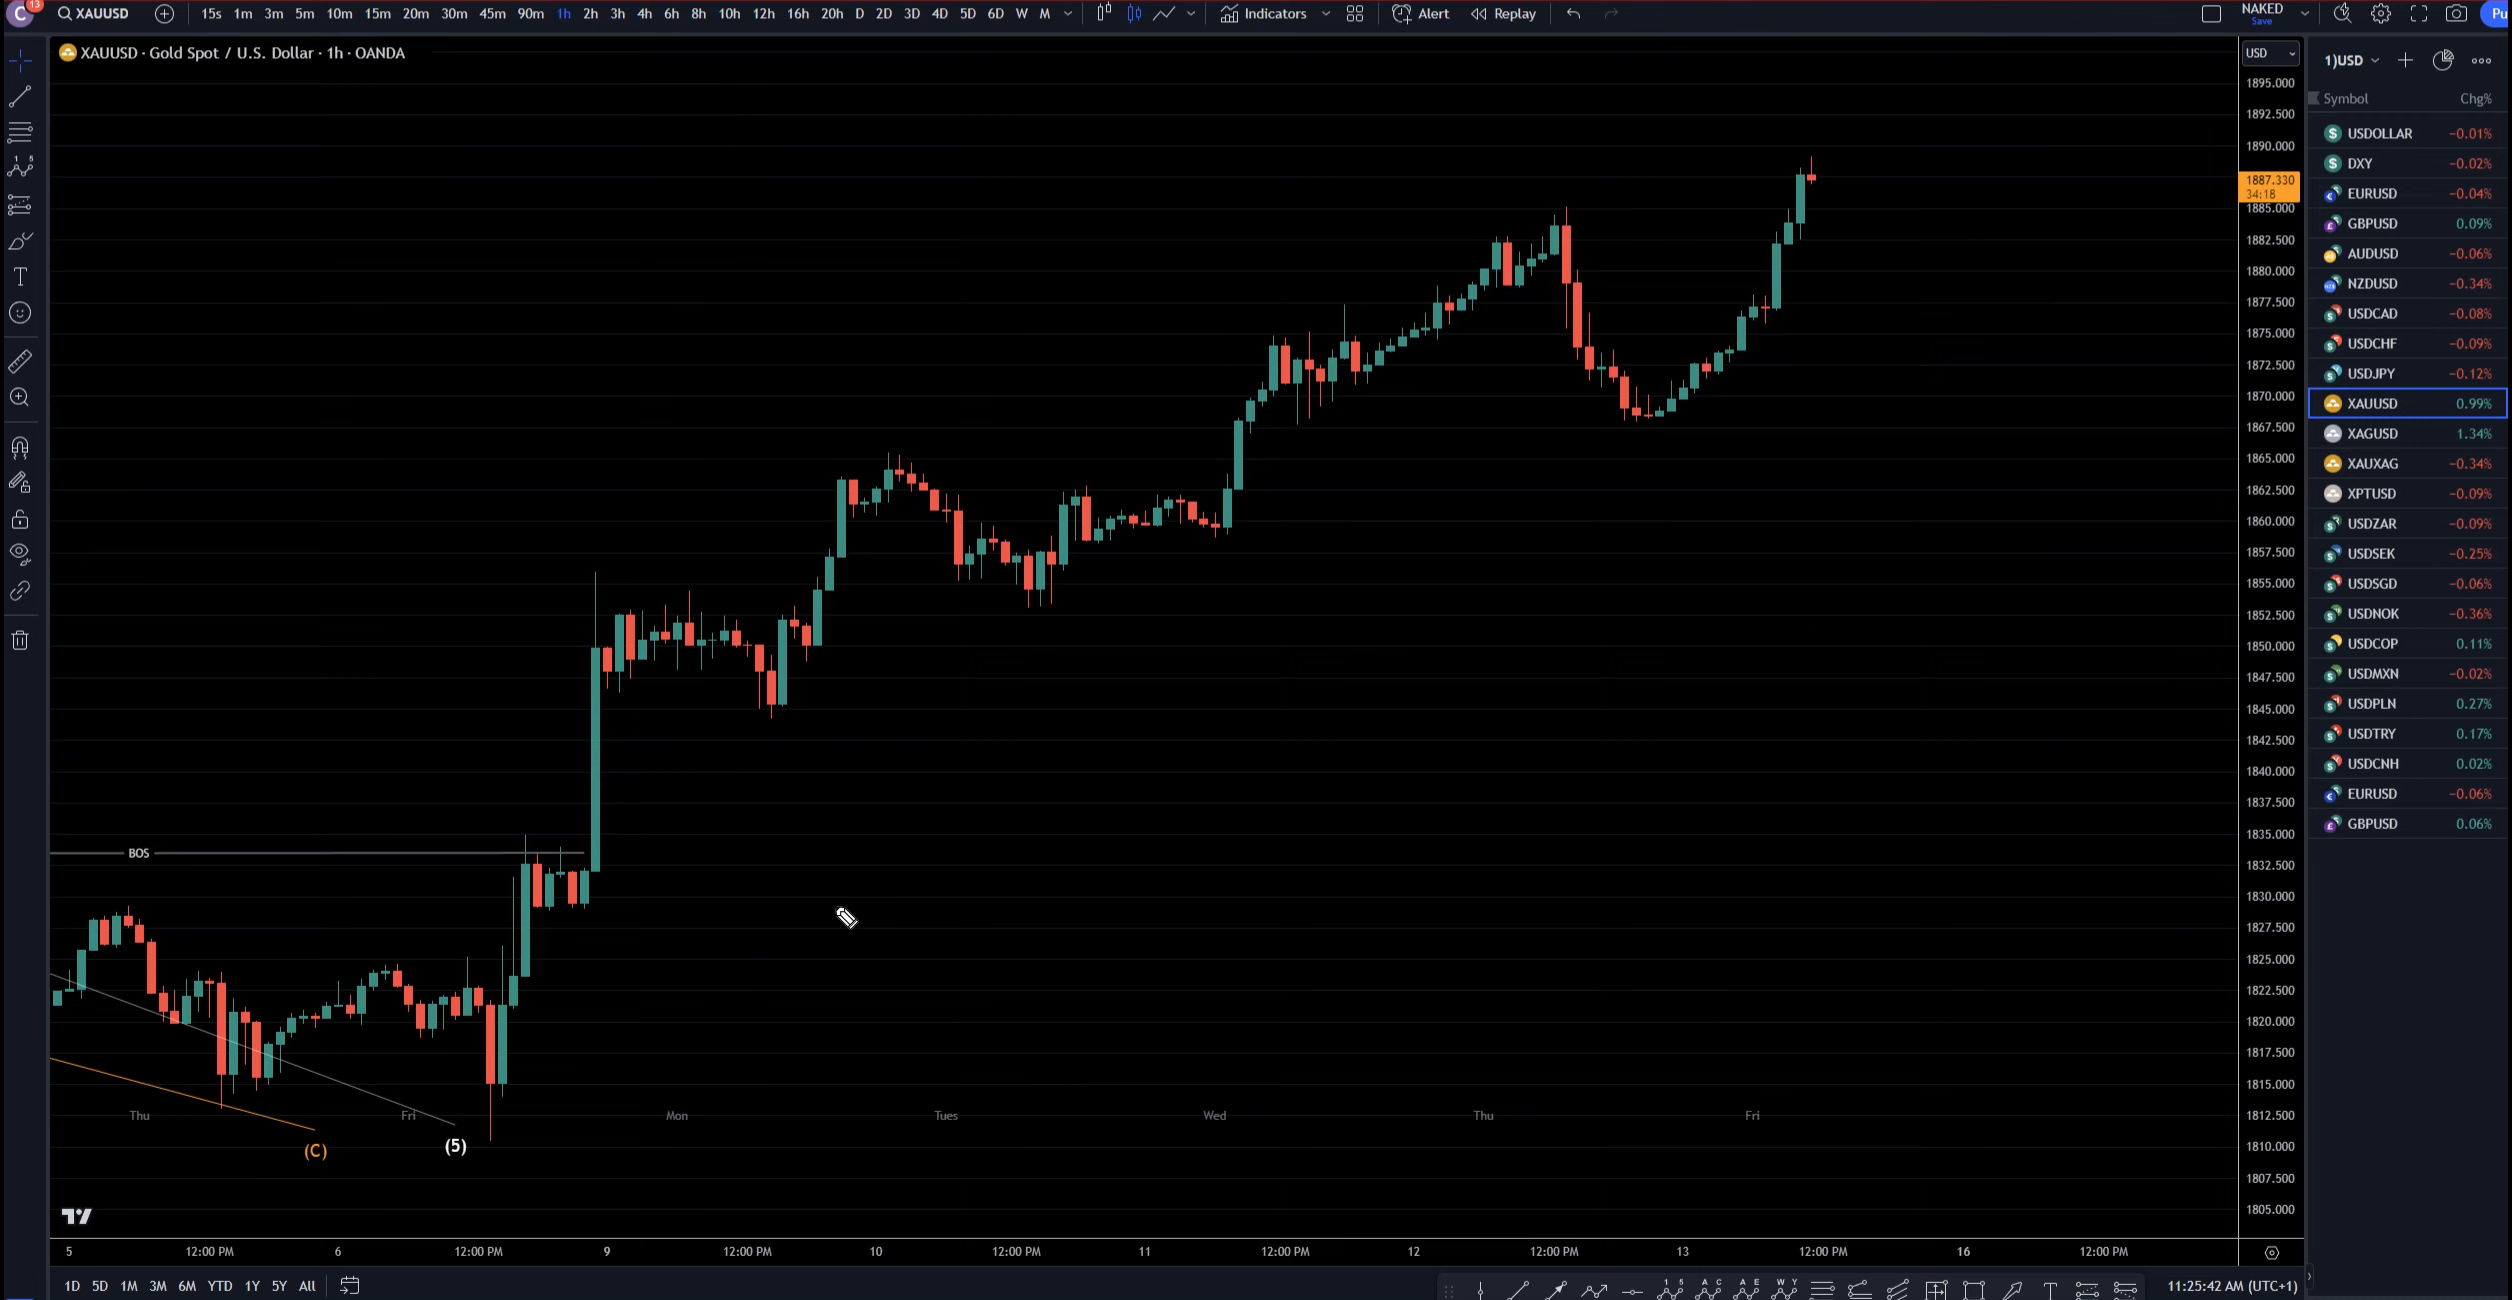 C 13 XAUUSD 15s 1m 3m 5m 10m 15m 20m 30m 45m 90m 1h 2h 3h 4h 6h 8h 10h 12h 16h 20h D 2D 3D 4D 5D 6D W M Indicators Alert Replay NAKED Save Pu
XAUUSD · Gold Spot / U.S. Dollar · 1h · OANDA
USD
1895.000
1892.500
1890.000
1887.330
34:18
1885.000
1882.500
1880.000
1877.500
1875.000
1872.500
1870.000
1867.500
1865.000
1862.500
1860.000
1857.500
1855.000
1852.500
1850.000
1847.500
1845.000
1842.500
1840.000
1837.500
1835.000
1832.500
1830.000
1827.500
1825.000
1822.500
1820.000
1817.500
1815.000
1812.500
1810.000
1807.500
1805.000
1)USD
Symbol Chg%
USDOLLAR −0.01%
DXY −0.02%
EURUSD −0.04%
GBPUSD 0.09%
AUDUSD −0.06%
NZDUSD −0.34%
USDCAD −0.08%
USDCHF −0.09%
USDJPY −0.12%
XAUUSD 0.99%
XAGUSD 1.34%
XAUXAG −0.34%
XPTUSD −0.09%
USDZAR −0.09%
USDSEK −0.25%
USDSGD −0.06%
USDNOK −0.36%
USDCOP 0.11%
USDMXN −0.02%
USDPLN 0.27%
USDTRY 0.17%
USDCNH 0.02%
EURUSD −0.06%
GBPUSD 0.06%
BOS
Thu Fri Mon Tues Wed Thu Fri
(C) (5)
5 12:00 PM 6 12:00 PM 9 12:00 PM 10 12:00 PM 11 12:00 PM 12 12:00 PM 13 12:00 PM 16 12:00 PM
1D 5D 1M 3M 6M YTD 1Y 5Y All 11:25:42 AM (UTC+1)